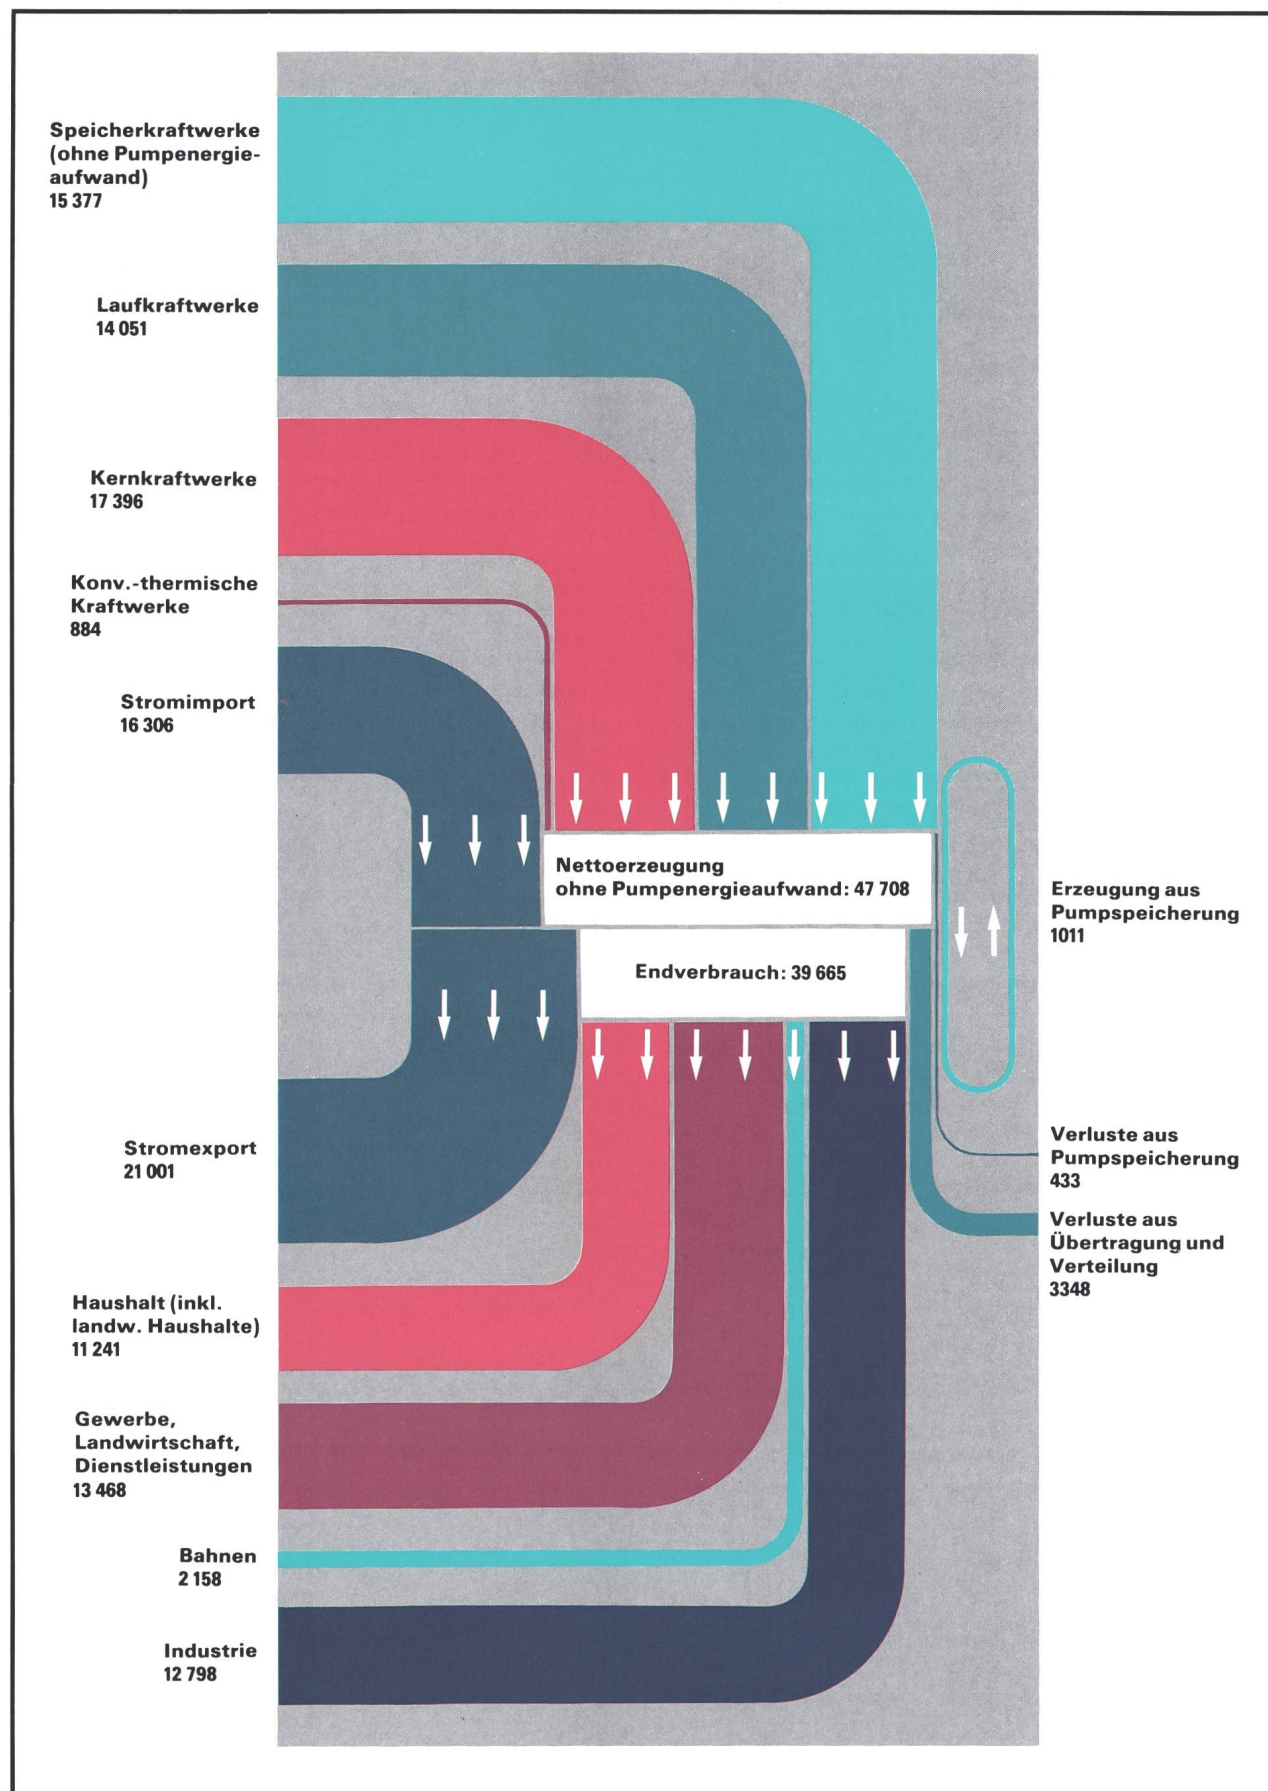 Speicherkraftwerke
(ohne Pumpenergie-
aufwand)
15 377
Laufkraftwerke
14 051
Kernkraftwerke
17 396
Konv.-thermische
Kraftwerke
884
Stromimport
16 306
Nettoerzeugung
ohne Pumpenergieaufwand: 47 708
Endverbrauch: 39 665
Erzeugung aus
Pumpspeicherung
1011
Stromexport
21 001
Verluste aus
Pumpspeicherung
433
Verluste aus
Übertragung und
Verteilung
3348
Haushalt (inkl.
landw. Haushalte)
11 241
Gewerbe,
Landwirtschaft,
Dienstleistungen
13 468
Bahnen
2 158
Industrie
12 798